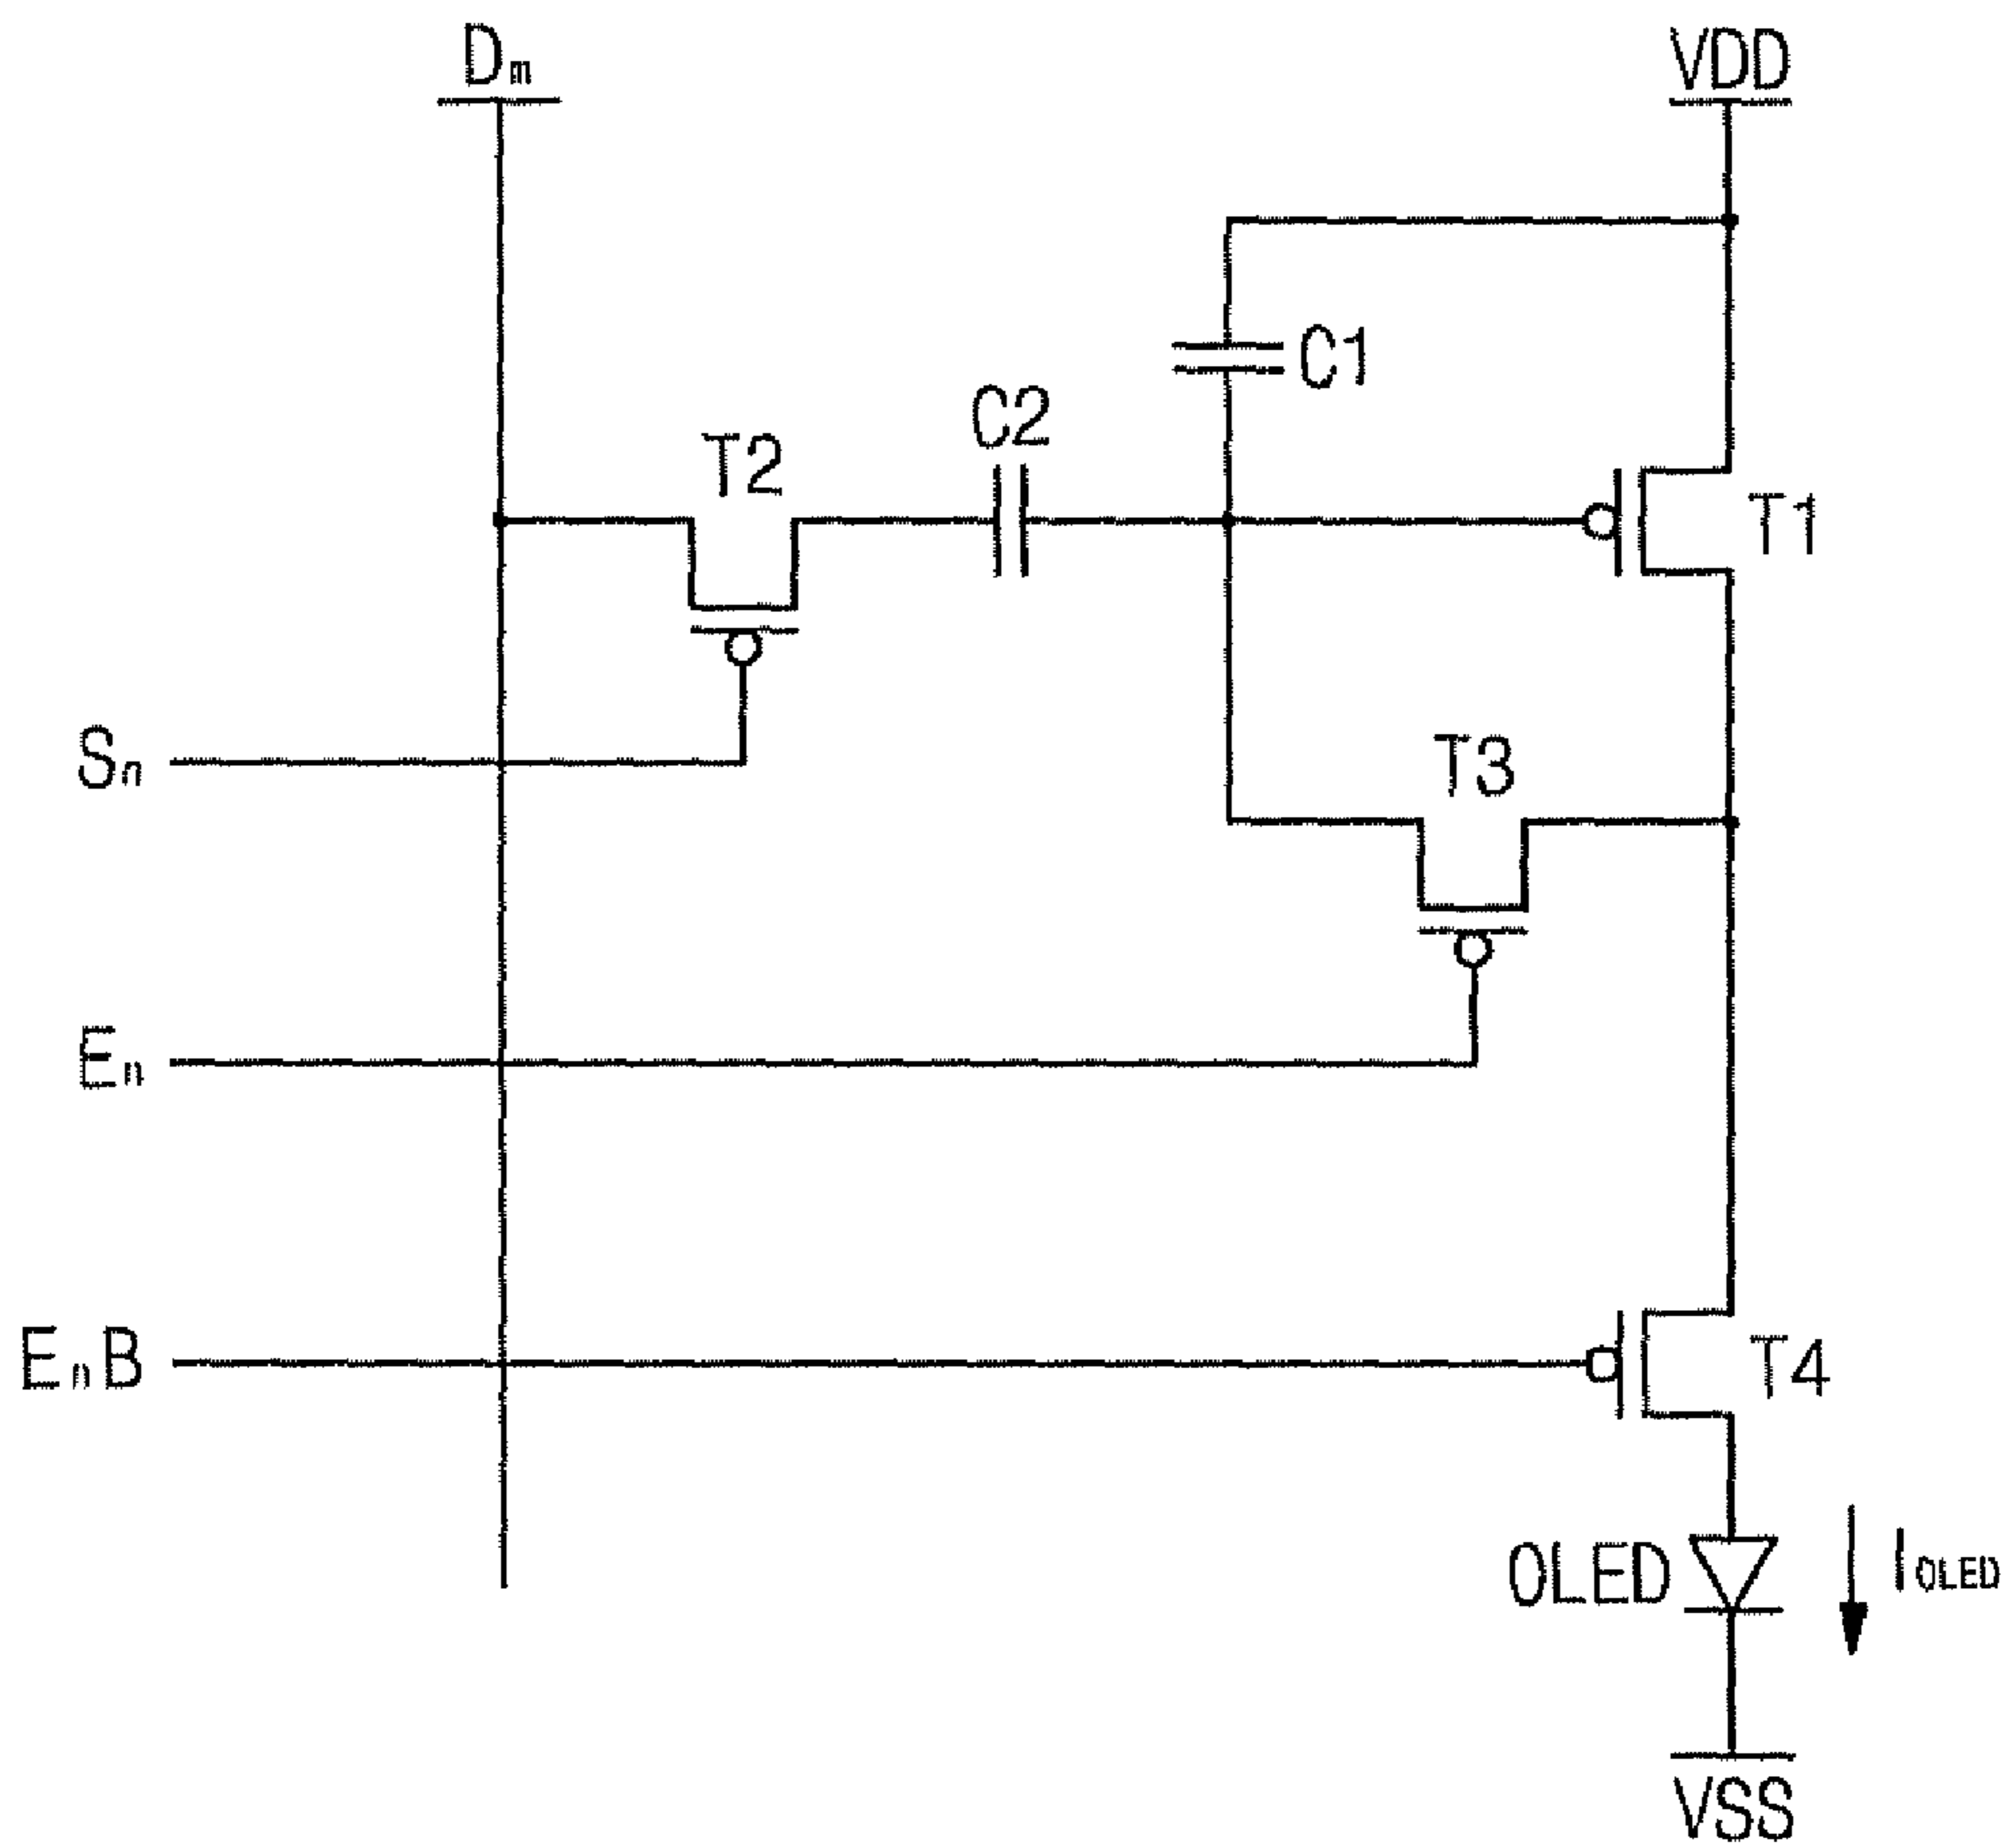 Dm
VDD
C1
C2
T2
T1
Sn
T3
En
EnB
T4
OLED
IOLED
VSS